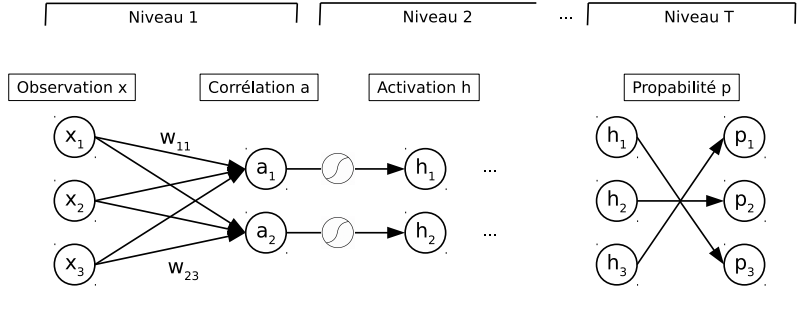 Niveau 1 Niveau 2 ... Niveau T
Observation x Corrélation a Activation h Propabilité p
x1 w11 a1 h1 ... h1 p1
x2 h2 p2
a2 h2 ...
x3 w23 h3 p3